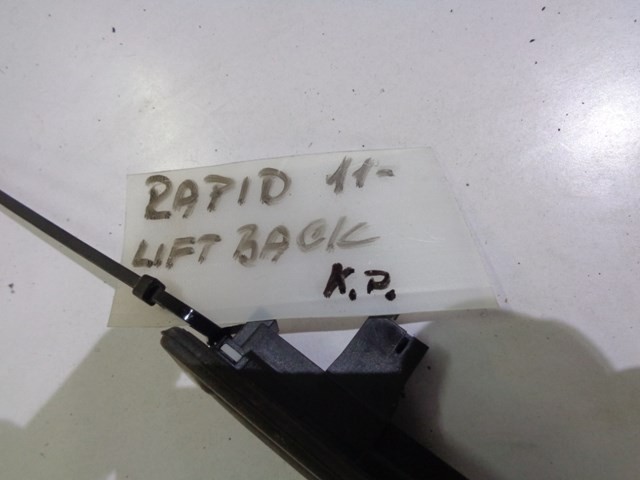 RAPID 11-
LIFTBACK
K.D.